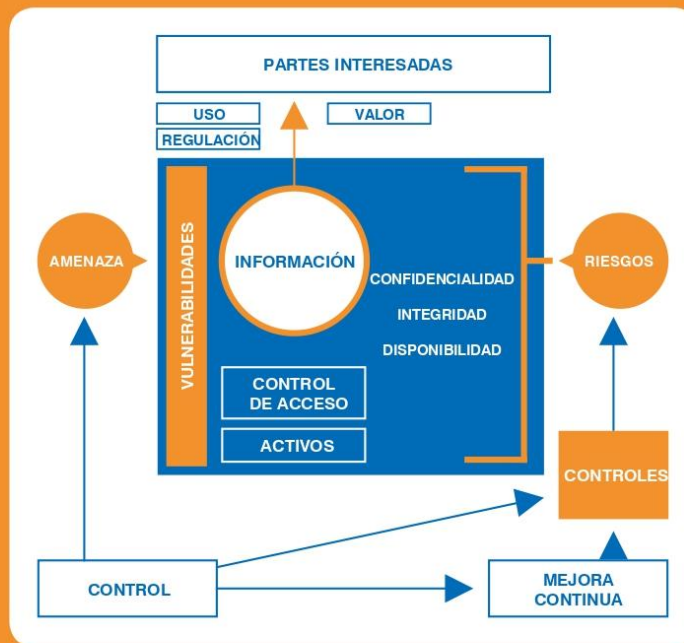 PARTES INTERESADAS
USO
VALOR
REGULACIÓN
AMENAZA
VULNERABILIDADES
INFORMACIÓN
RIESGOS
CONFIDENCIALIDAD
INTEGRIDAD
DISPONIBILIDAD
CONTROL
DE ACCESO
ACTIVOS
CONTROLES
CONTROL
MEJORA
CONTINUA